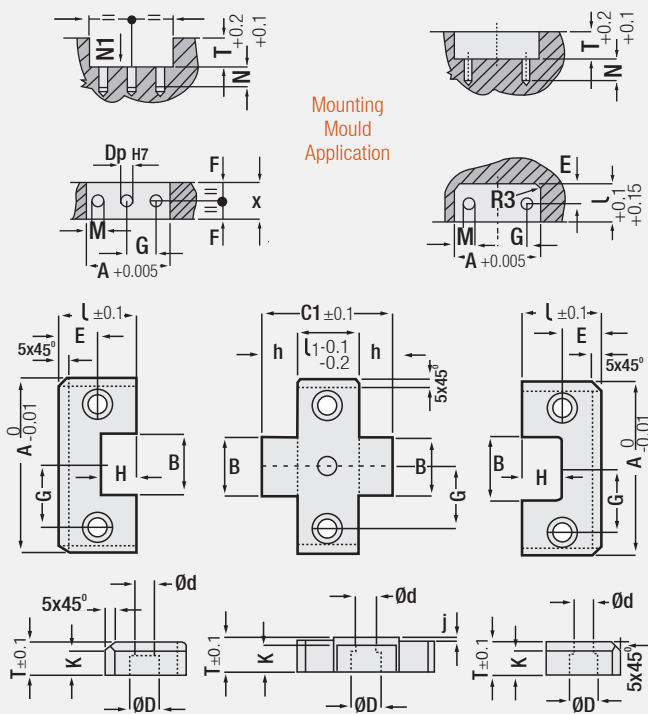 N1
T +0.2 +0.1
N
T +0.2 +0.1
N
Mounting
Mould
Application
Dp H7
F
=
x
=
F
M
G
A +0.005
E
R3
l +0.1 +0.15
M
G
A +0.005
l ±0.1
E
5x45°
A 0 -0.01
B
H
G
C1 ±0.1
h
l1 -0.1 -0.2
h
5x45°
B
B
G
l ±0.1
E
5x45°
B
H
G
A 0 -0.01
5x45°
Ød
T ±0.1
K
ØD
Ød
j
T ±0.1
K
ØD
Ød
T ±0.1
K
5x45°
ØD